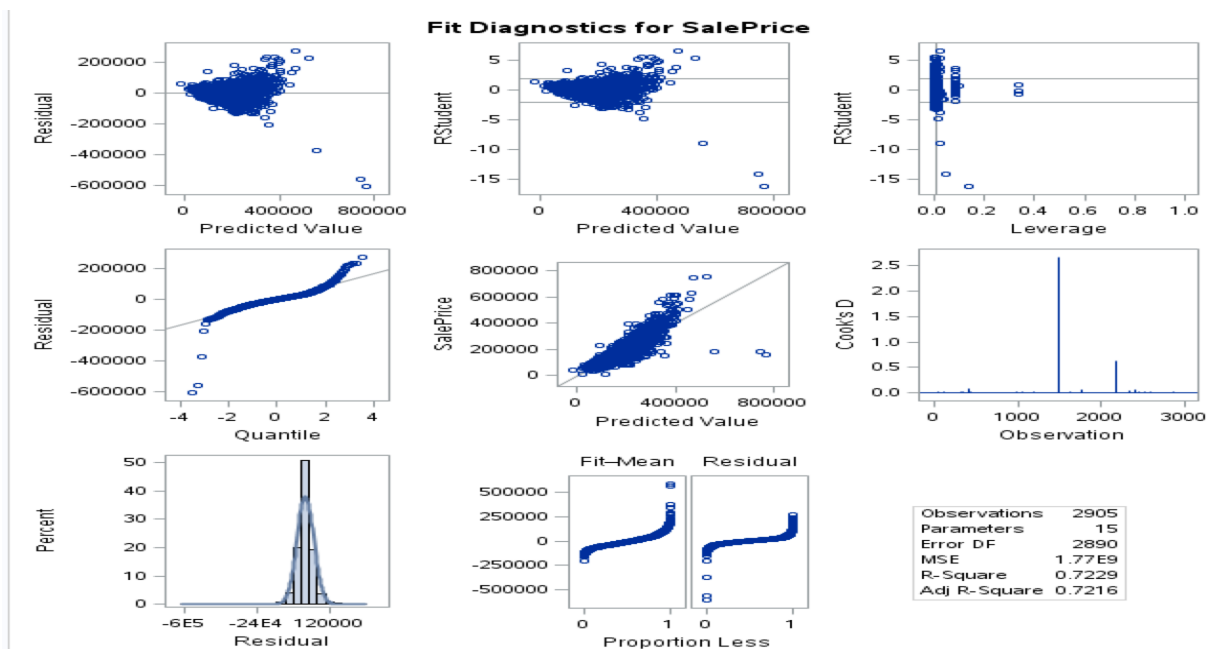 Fit Diagnostics for SalePrice
200000
0
-200000
-400000
-600000
Residual
0 400000 800000
Predicted Value
5
0
-5
-10
-15
RStudent
0 400000 800000
Predicted Value
5
0
-5
-10
-15
RStudent
0.0 0.2 0.4 0.6 0.8 1.0
Leverage
200000
0
-200000
-400000
-600000
Residual
-4 -2 0 2 4
Quantile
800000
600000
400000
200000
0
SalePrice
0 400000 800000
Predicted Value
2.5
2.0
1.5
1.0
0.5
0.0
Cook's D
0 1000 2000 3000
Observation
50
40
30
20
10
0
Percent
-6E5 -24E4 120000
Residual
Fit–Mean Residual
500000
250000
0
-250000
-500000
0 1 0 1
Proportion Less
Observations 2905
Parameters 15
Error DF 2890
MSE 1.77E9
R-Square 0.7229
Adj R-Square 0.7216